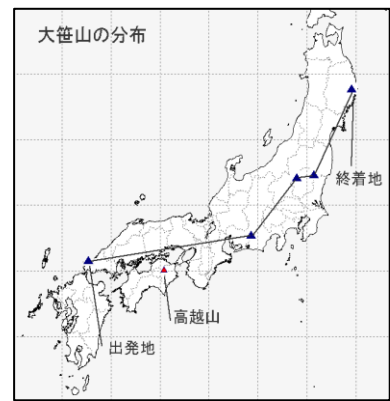 大笹山の分布
終着地
高越山
出発地